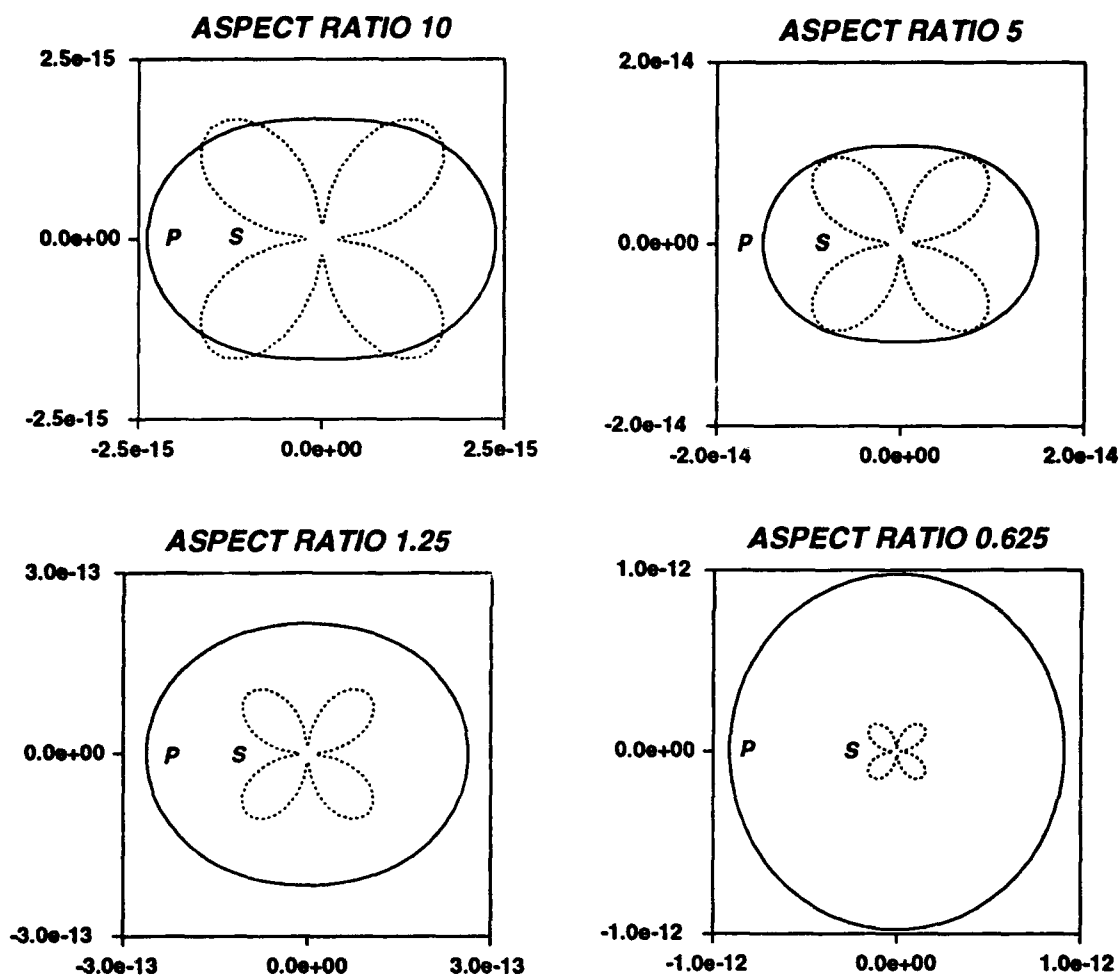 ASPECT RATIO 10
2.5e-15
0.0e+00
-2.5e-15
P
S
-2.5e-15 0.0e+00 2.5e-15
ASPECT RATIO 5
2.0e-14
0.0e+00
-2.0e-14
P
S
-2.0e-14 0.0e+00 2.0e-14
ASPECT RATIO 1.25
3.0e-13
0.0e+00
-3.0e-13
P
S
-3.0e-13 0.0e+00 3.0e-13
ASPECT RATIO 0.625
1.0e-12
0.0e+00
-1.0e-12
P
S
-1.0e-12 0.0e+00 1.0e-12